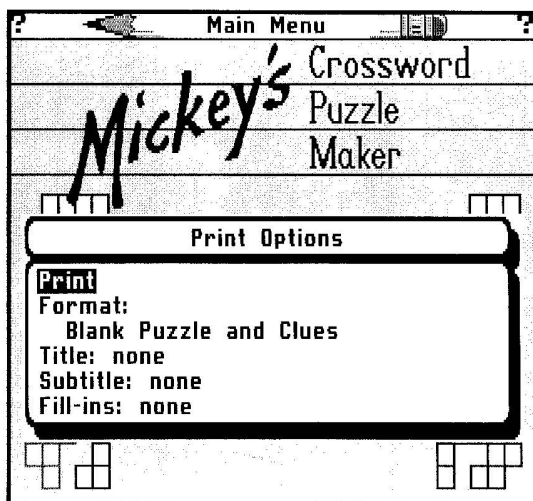 ? Main Menu ?
Mickey's Crossword
Puzzle
Maker
Print Options
Print
Format:
Blank Puzzle and Clues
Title: none
Subtitle: none
Fill-ins: none